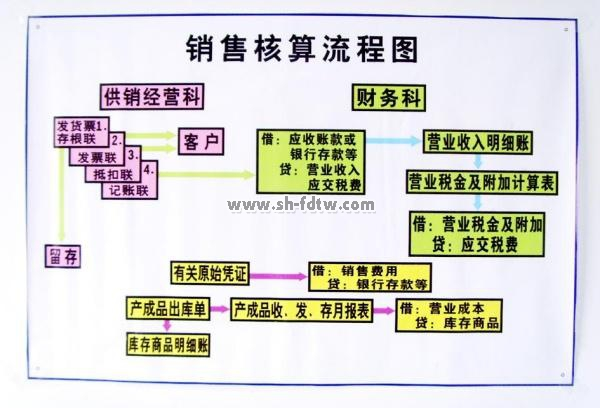 销售核算流程图
供销经营科
财务科
发货票1.
存根联
2.
发票联
3.
抵扣联
4.
记账联
客户
留存
借：应收账款或
银行存款等
贷：营业收入
应交税费
营业收入明细账
营业税金及附加计算表
借：营业税金及附加
贷：应交税费
www.sh-fdtw.com
有关原始凭证
借：销售费用
贷：银行存款等
产成品出库单
产成品收、发、存月报表
借：营业成本
贷：库存商品
库存商品明细账